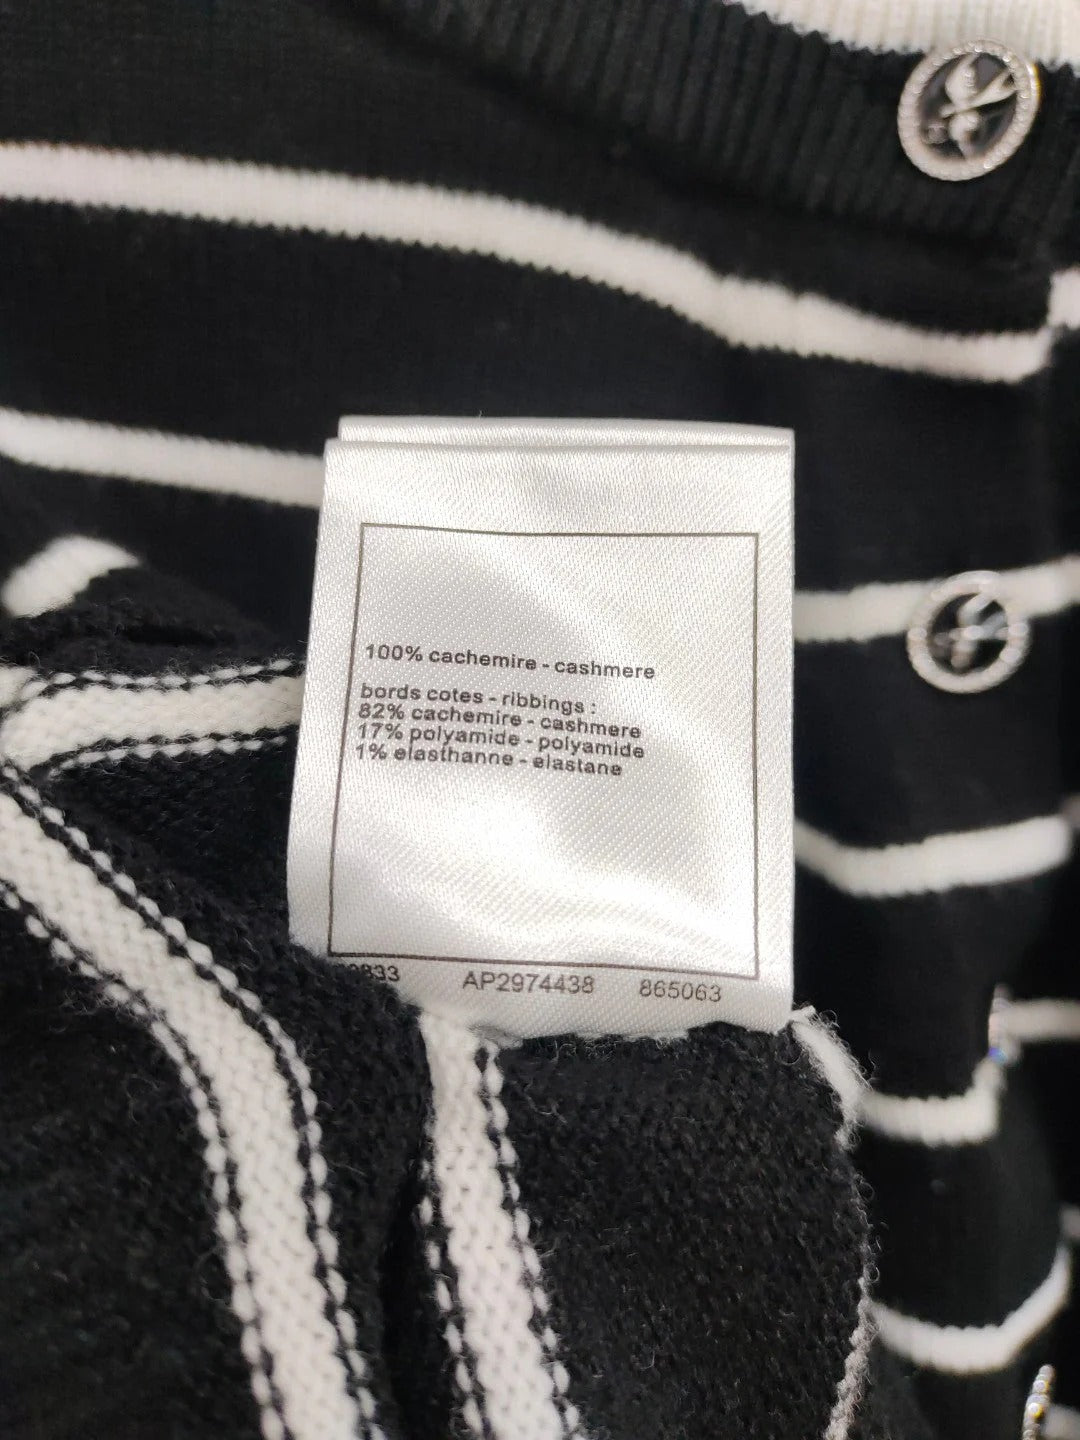 100% cachemire - cashmere
bords cotes - ribbings :
82% cachemire - cashmere
17% polyamide - polyamide
1% elasthanne - elastane
AP2974438 865063